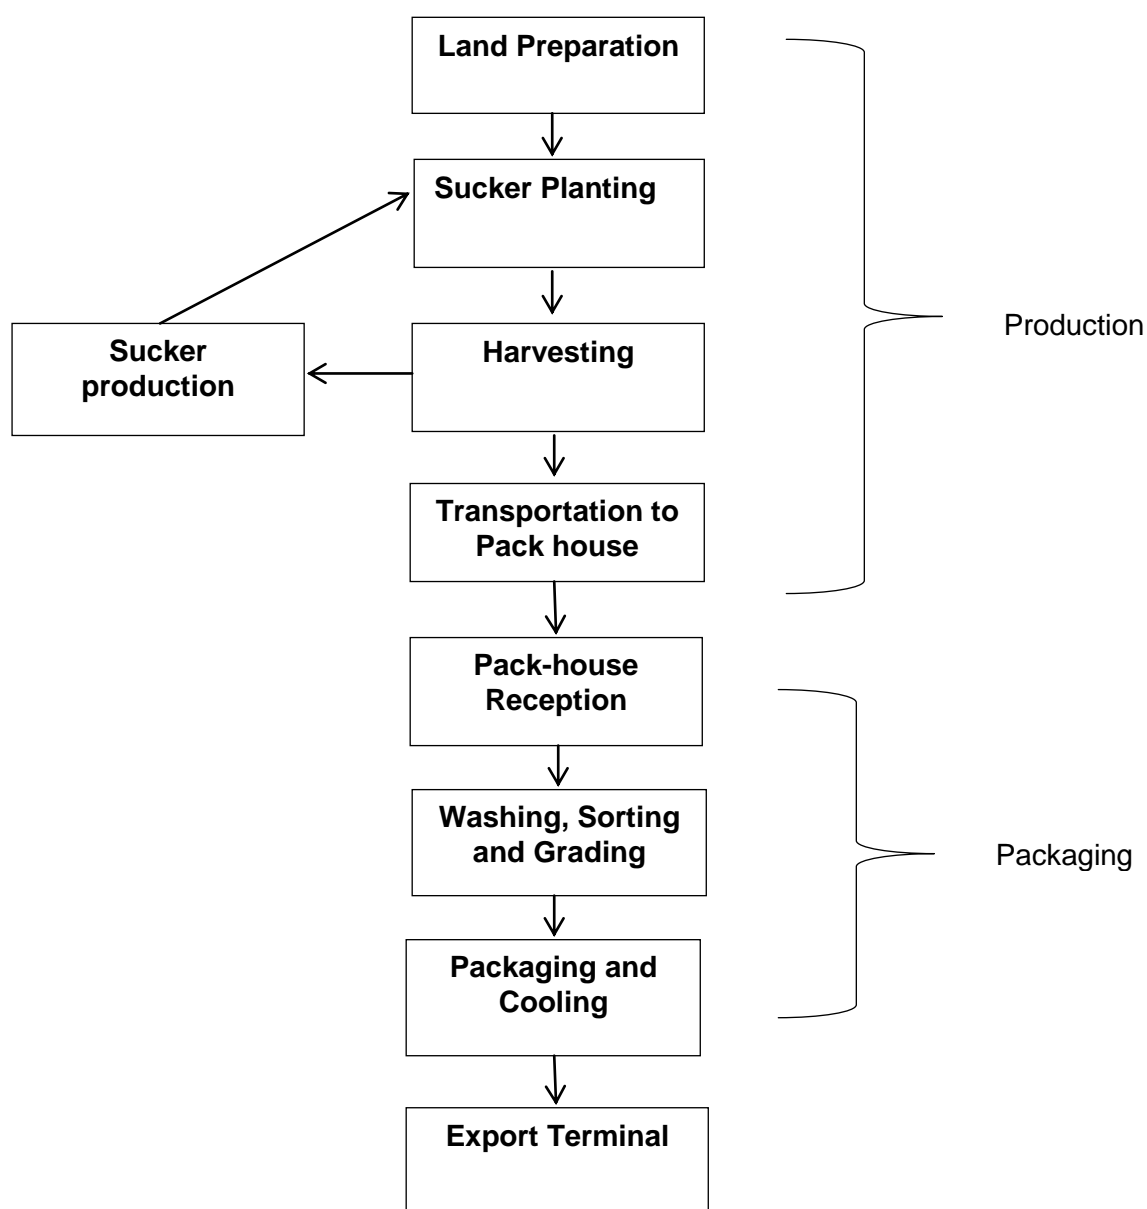 Land Preparation
Sucker Planting
Sucker
production
Harvesting
Production
Transportation to
Pack house
Pack-house
Reception
Washing, Sorting
and Grading
Packaging
Packaging and
Cooling
Export Terminal